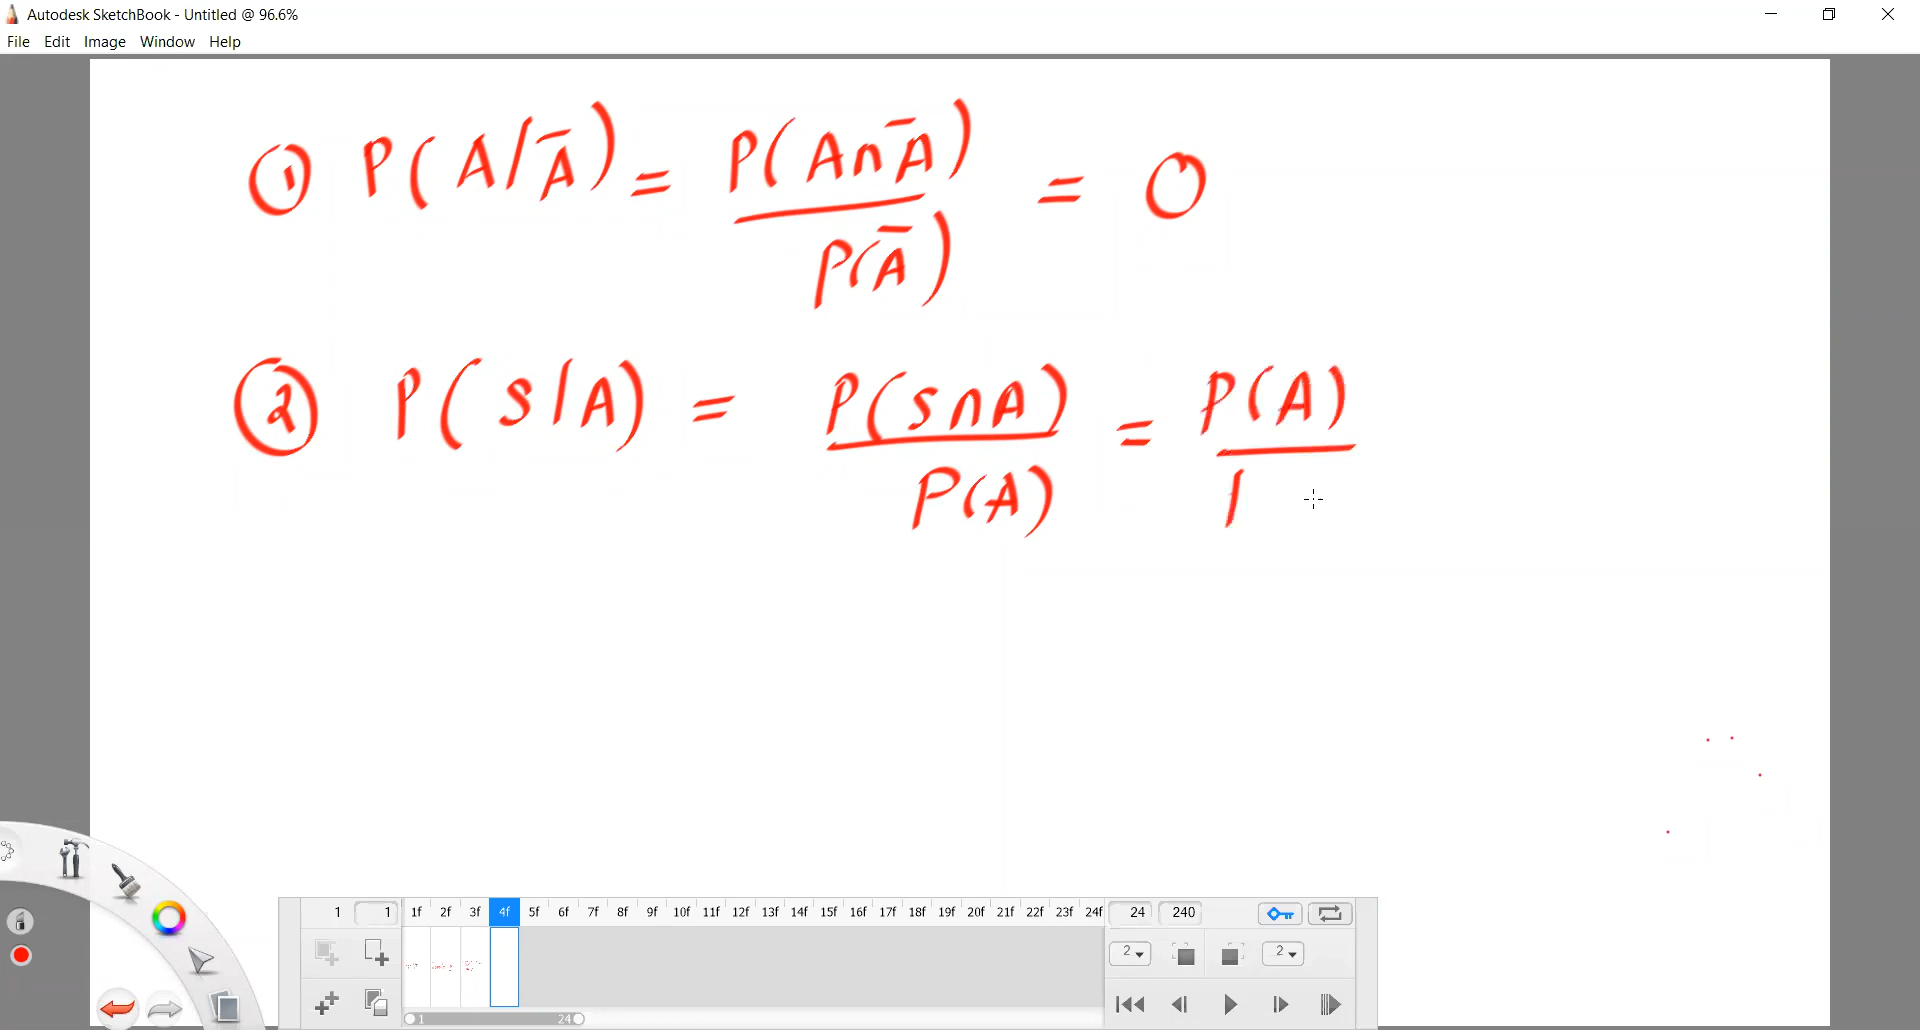 Autodesk SketchBook - Untitled @ 96.6%
File Edit Image Window Help
① P(A/Ā) = P(A∩Ā) / P(Ā) = 0
② P(S/A) = P(S∩A) / P(A) = P(A) /
1 1 1f 2f 3f 4f 5f 6f 7f 8f 9f 10f 11f 12f 13f 14f 15f 16f 17f 18f 19f 20f 21f 22f 23f 24f 24 240
2 2
1 24